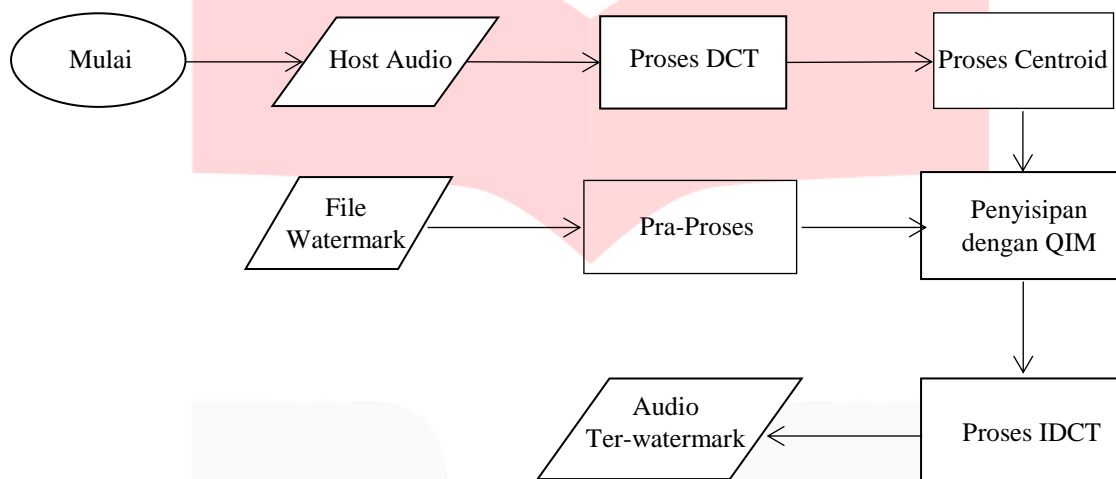 Mulai
Host Audio
Proses DCT
Proses Centroid
File
Watermark
Pra-Proses
Penyisipan
dengan QIM
Audio
Ter-watermark
Proses IDCT